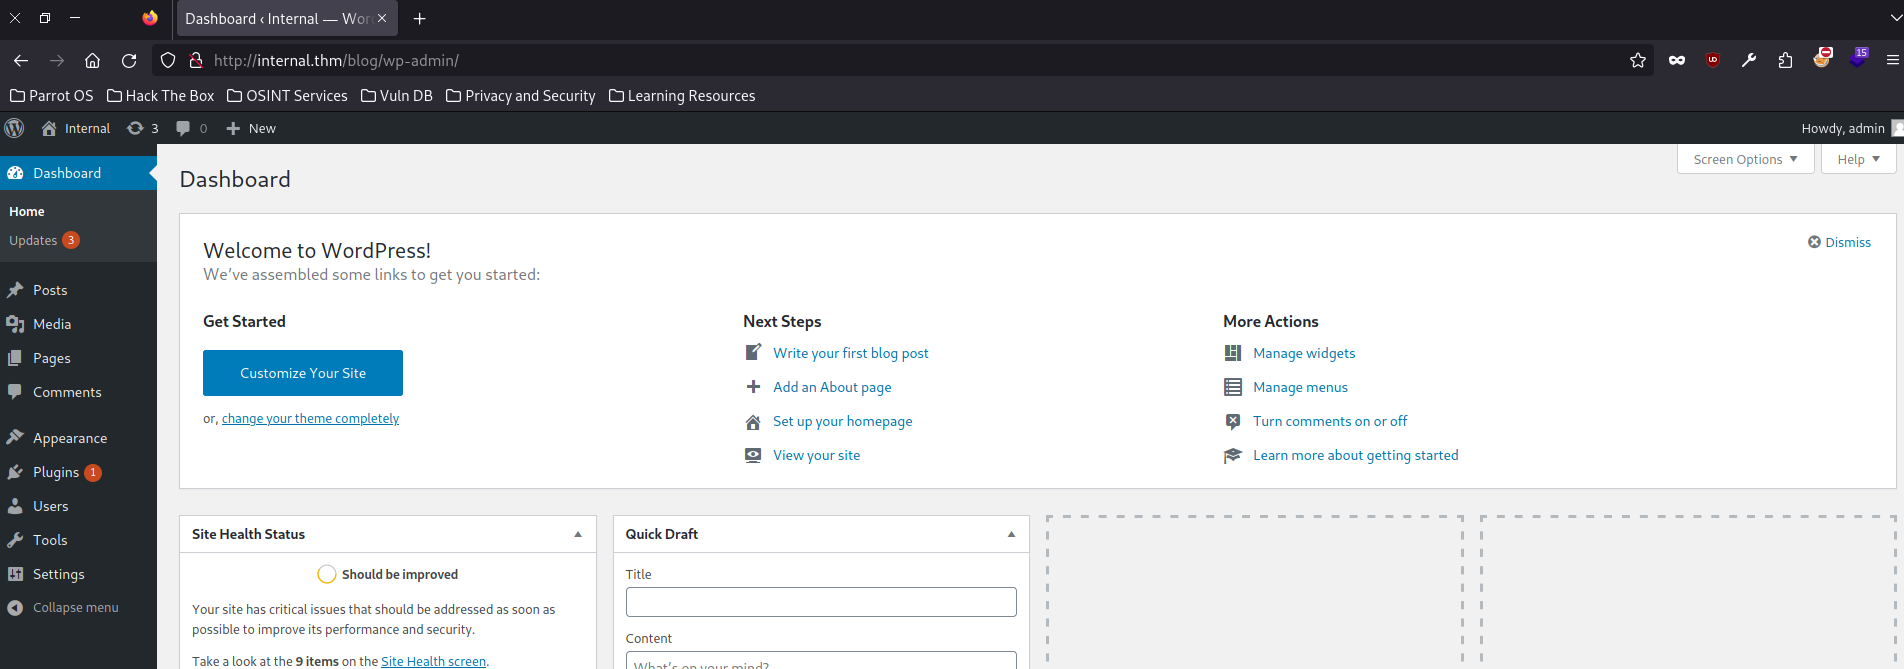 Dashboard ‹ Internal — Wor
http://internal.thm/blog/wp-admin/
15
Parrot OS Hack The Box OSINT Services Vuln DB Privacy and Security Learning Resources
Internal 3 0 New Howdy, admin
Dashboard
Home
Updates 3
Posts
Media
Pages
Comments
Appearance
Plugins 1
Users
Tools
Settings
Collapse menu
Screen Options Help
Dashboard
Welcome to WordPress!
We’ve assembled some links to get you started:
Dismiss
Get Started
Customize Your Site
or, change your theme completely
Next Steps
Write your first blog post
Add an About page
Set up your homepage
View your site
More Actions
Manage widgets
Manage menus
Turn comments on or off
Learn more about getting started
Site Health Status
Should be improved
Your site has critical issues that should be addressed as soon as
possible to improve its performance and security.
Take a look at the 9 items on the Site Health screen.
Quick Draft
Title
Content
What’s on your mind?